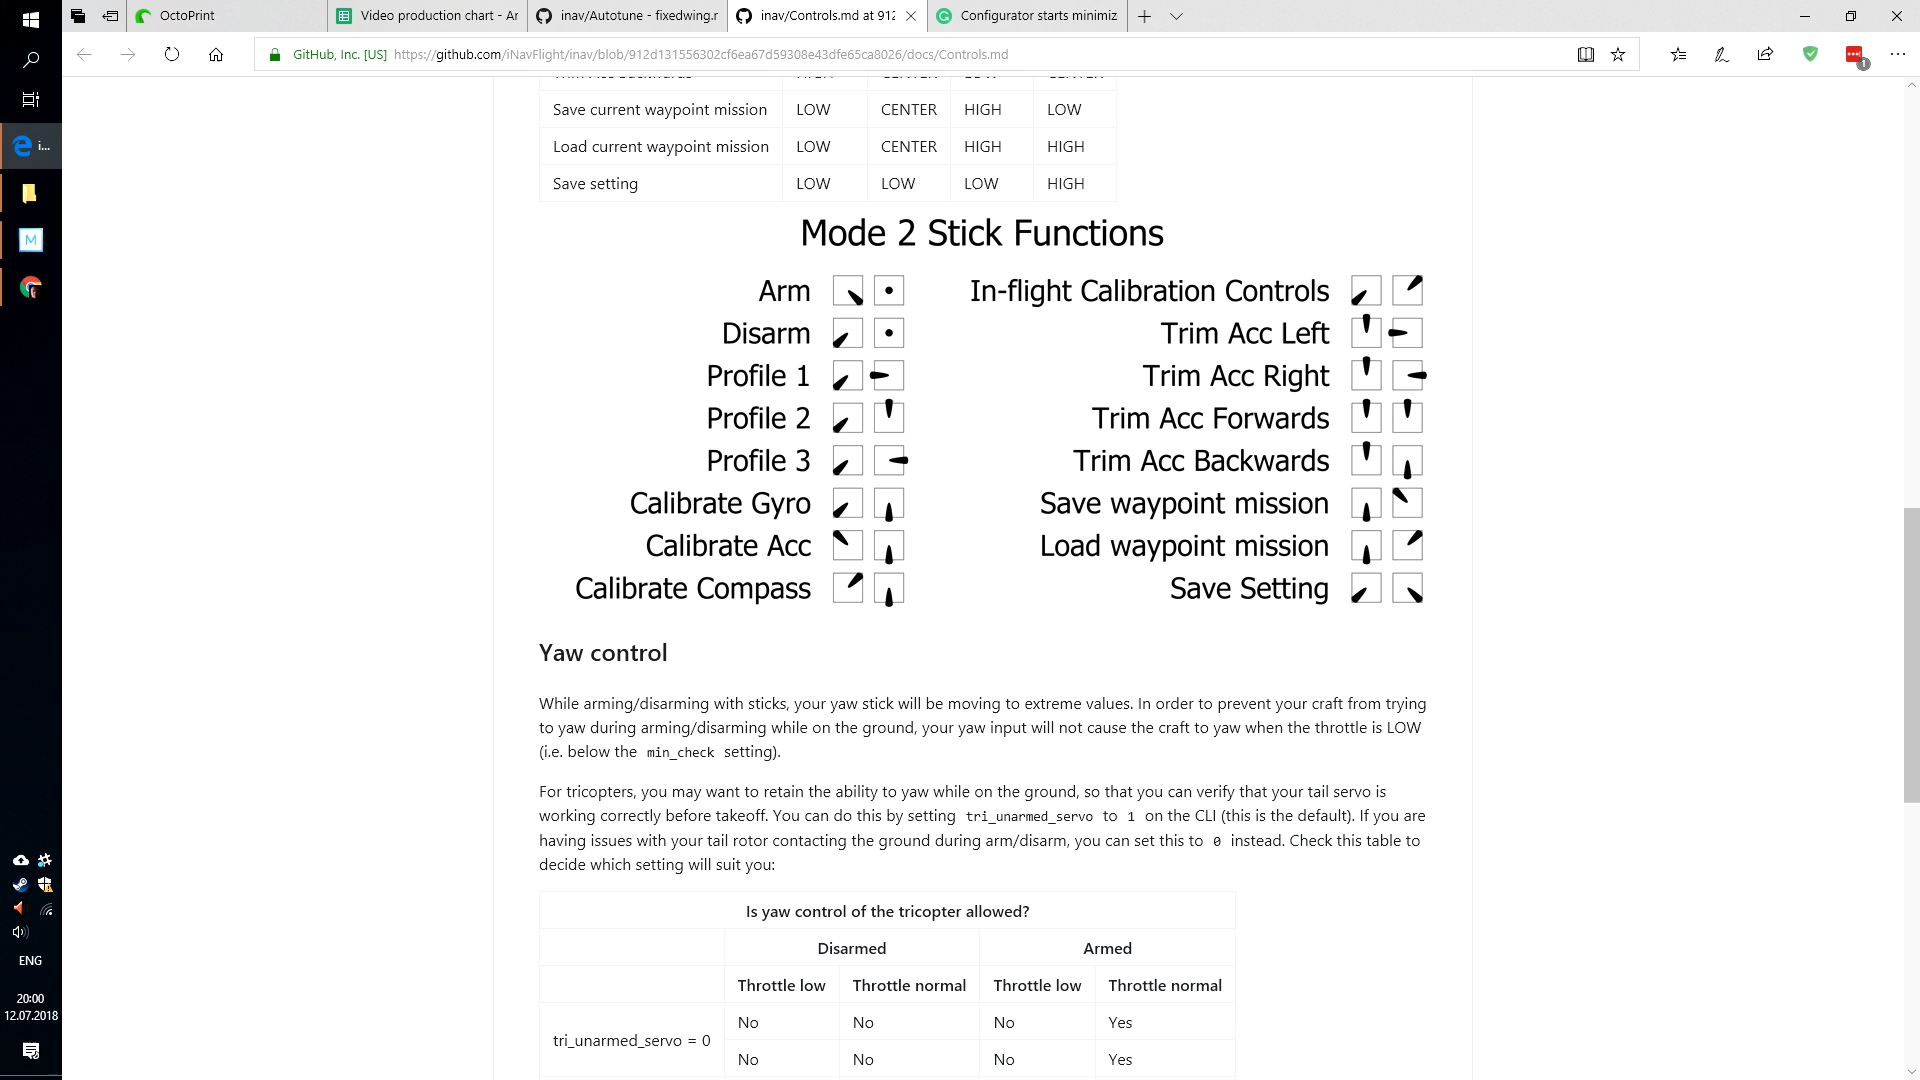 OctoPrint
Video production chart - Ar
inav/Autotune - fixedwing.r
inav/Controls.md at 912
Configurator starts minimiz
GitHub, Inc. [US] https://github.com/iNavFlight/inav/blob/912d131556302cf6ea67d59308e43dfe65ca8026/docs/Controls.md
1
i...
M
Save current waypoint mission LOW CENTER HIGH LOW
Load current waypoint mission LOW CENTER HIGH HIGH
Save setting LOW LOW LOW HIGH
Mode 2 Stick Functions
Arm In-flight Calibration Controls
Disarm Trim Acc Left
Profile 1 Trim Acc Right
Profile 2 Trim Acc Forwards
Profile 3 Trim Acc Backwards
Calibrate Gyro Save waypoint mission
Calibrate Acc Load waypoint mission
Calibrate Compass Save Setting
Yaw control
While arming/disarming with sticks, your yaw stick will be moving to extreme values. In order to prevent your craft from trying
to yaw during arming/disarming while on the ground, your yaw input will not cause the craft to yaw when the throttle is LOW
(i.e. below the min_check setting).
For tricopters, you may want to retain the ability to yaw while on the ground, so that you can verify that your tail servo is
working correctly before takeoff. You can do this by setting tri_unarmed_servo to 1 on the CLI (this is the default). If you are
having issues with your tail rotor contacting the ground during arm/disarm, you can set this to 0 instead. Check this table to
decide which setting will suit you:
Is yaw control of the tricopter allowed?
Disarmed Armed
Throttle low Throttle normal Throttle low Throttle normal
No No No Yes
tri_unarmed_servo = 0
No No No Yes
ENG
20:00
12.07.2018